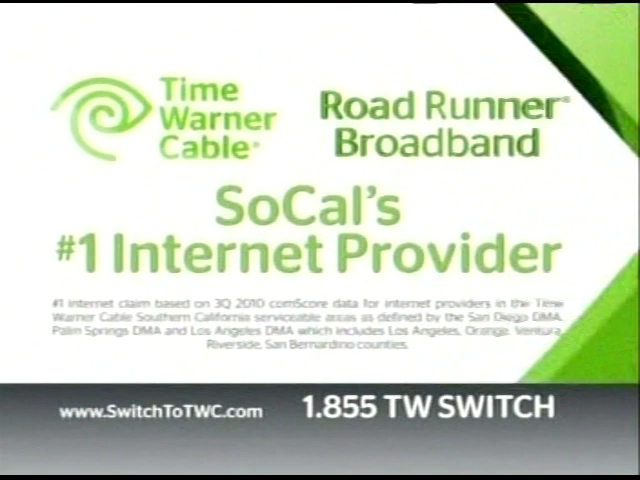 Time
Warner
Cable®
Road Runner®
Broadband
SoCal's
#1 Internet Provider
#1 internet claim based on 3Q 2010 comScore data for internet providers in the Time
Warner Cable Southern California serviceable areas as defined by the San Diego DMA,
Palm Springs DMA and Los Angeles DMA which includes Los Angeles, Orange, Ventura,
Riverside, San Bernardino counties.
www.SwitchToTWC.com
1.855 TW SWITCH